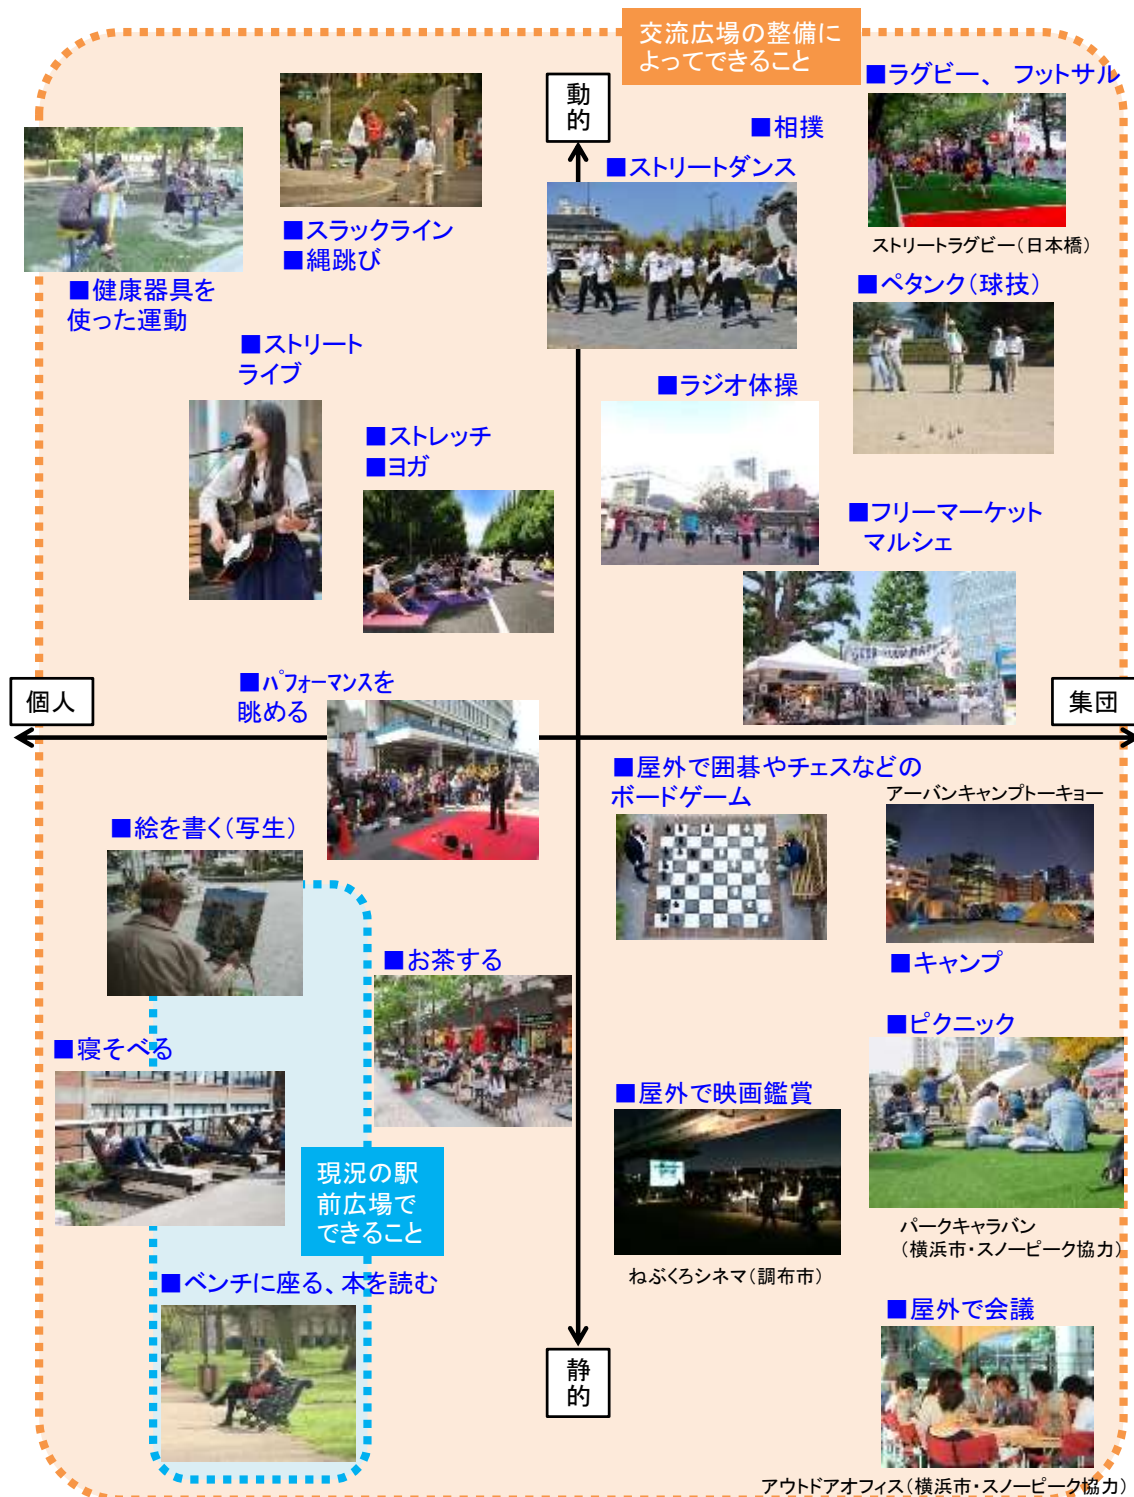 交流広場の整備に
よってできること
動的
■ラグビー、フットサル
■相撲
■ストリートダンス
ストリートラグビー（日本橋）
■スラックライン
■縄跳び
■健康器具を
使った運動
■ペタンク（球技）
■ストリート
ライブ
■ラジオ体操
■ストレッチ
■ヨガ
■フリーマーケット
マルシェ
■パフォーマンスを
眺める
個人
集団
■屋外で囲碁やチェスなどの
ボードゲーム
アーバンキャンプトーキョー
■絵を書く（写生）
■お茶する
■キャンプ
■ピクニック
■寝そべる
■屋外で映画鑑賞
現況の駅
前広場で
できること
パークキャラバン
（横浜市・スノーピーク協力）
ねぶくろシネマ（調布市）
■ベンチに座る、本を読む
■屋外で会議
静的
アウトドアオフィス（横浜市・スノーピーク協力）